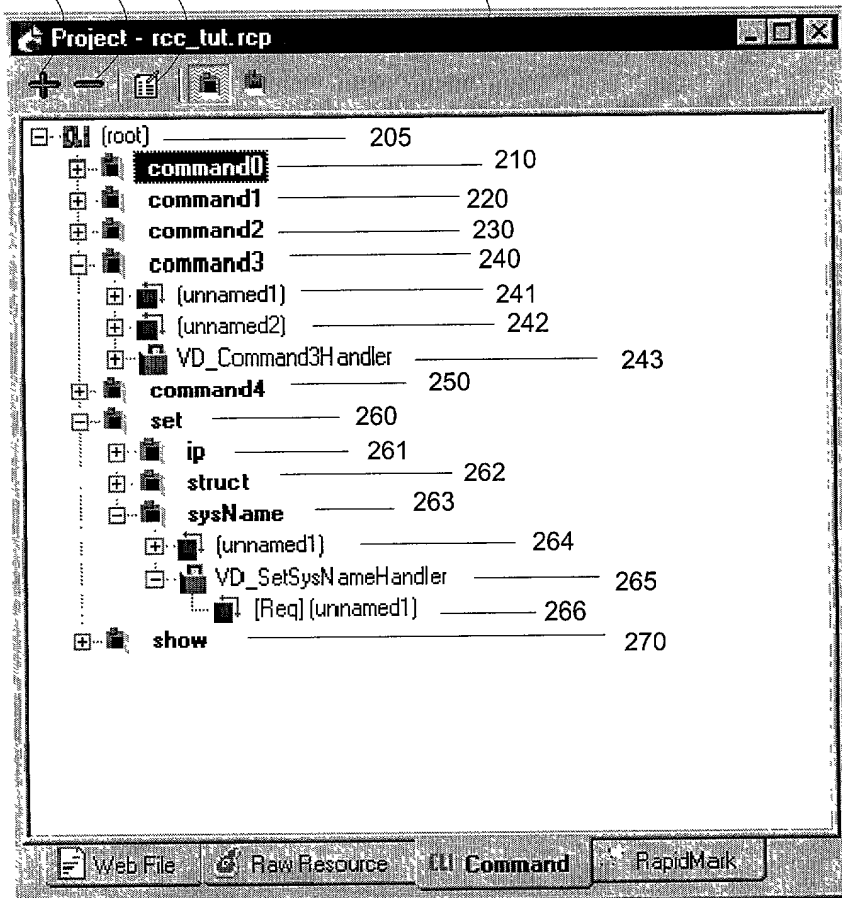 Project - rcc_tut.rcp
(root) 205
command0 210
command1 220
command2 230
command3 240
(unnamed1) 241
(unnamed2) 242
VD_Command3Handler 243
command4 250
set 260
ip 261
struct 262
sysName 263
(unnamed1) 264
VD_SetSysNameHandler 265
[Req] (unnamed1) 266
show 270
Web File Raw Resource CLI Command RapidMark